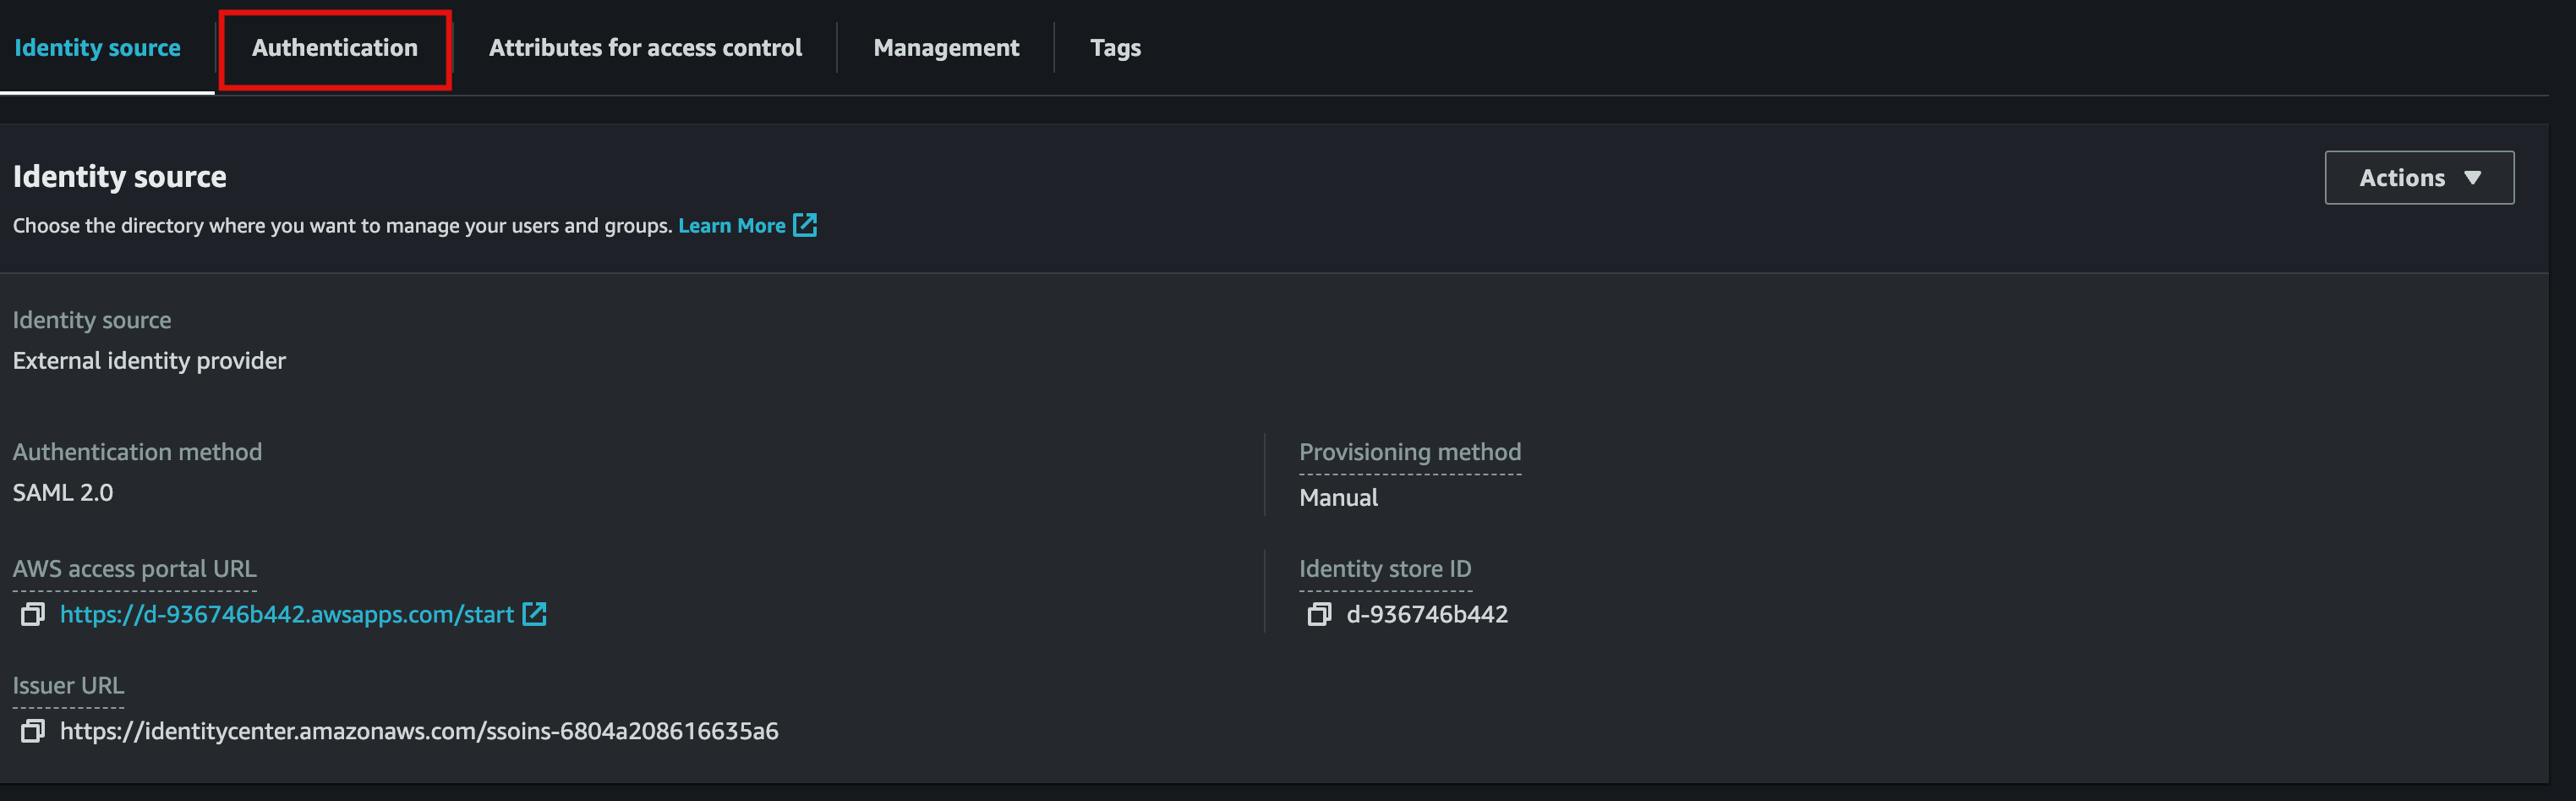 Identity source
Authentication
Attributes for access control
Management
Tags
Identity source
Actions
Choose the directory where you want to manage your users and groups. Learn More
Identity source
External identity provider
Authentication method
SAML 2.0
Provisioning method
Manual
AWS access portal URL
https://d-936746b442.awsapps.com/start
Identity store ID
d-936746b442
Issuer URL
https://identitycenter.amazonaws.com/ssoins-6804a208616635a6